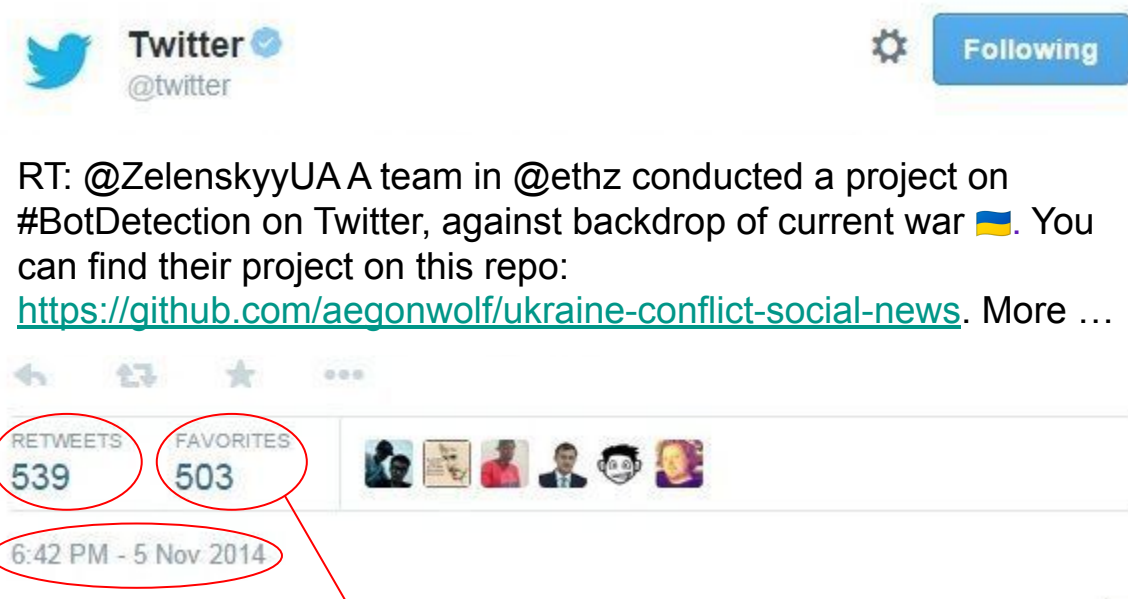 Twitter
@twitter
Following
RT: @ZelenskyyUA A team in @ethz conducted a project on
#BotDetection on Twitter, against backdrop of current war 🇺🇦. You
can find their project on this repo:
https://github.com/aegonwolf/ukraine-conflict-social-news. More …
RETWEETS FAVORITES
539 503
6:42 PM - 5 Nov 2014